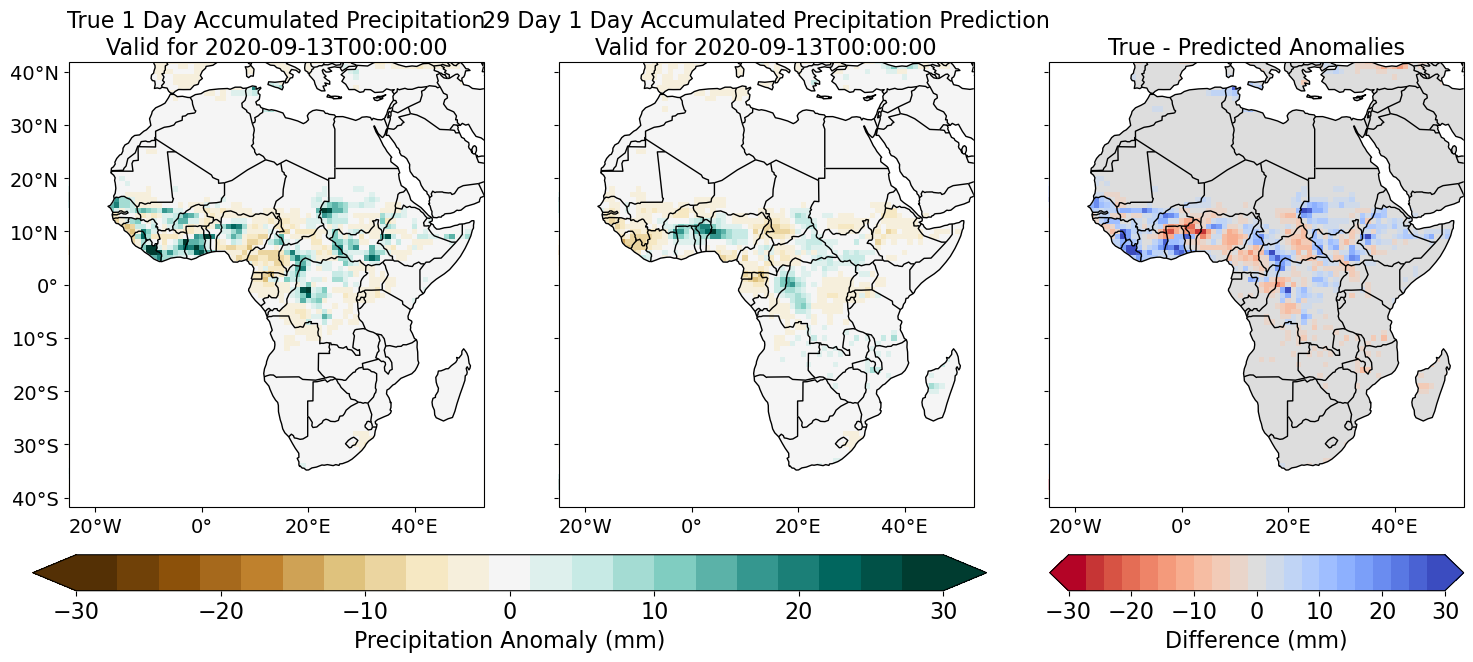 True 1 Day Accumulated Precipitation
Valid for 2020-09-13T00:00:00
29 Day 1 Day Accumulated Precipitation Prediction
Valid for 2020-09-13T00:00:00
True - Predicted Anomalies
40°N
30°N
20°N
10°N
0°
10°S
20°S
30°S
40°S
20°W 0° 20°E 40°E
20°W 0° 20°E 40°E
20°W 0° 20°E 40°E
−30 −20 −10 0 10 20 30
Precipitation Anomaly (mm)
−30 −20 −10 0 10 20 30
Difference (mm)